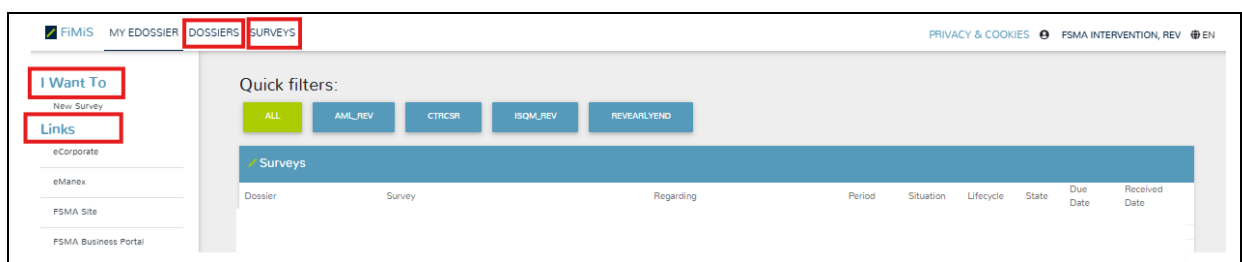 FiMiS MY EDOSSIER DOSSIERS SURVEYS PRIVACY & COOKIES FSMA INTERVENTION, REV EN
I Want To
New Survey
Links
eCorporate
eManex
FSMA Site
FSMA Business Portal
Quick filters:
ALL AML_REV CTRCSR ISQM_REV REVEARLYEND
Surveys
Dossier Survey Regarding Period Situation Lifecycle State Due Date Received Date